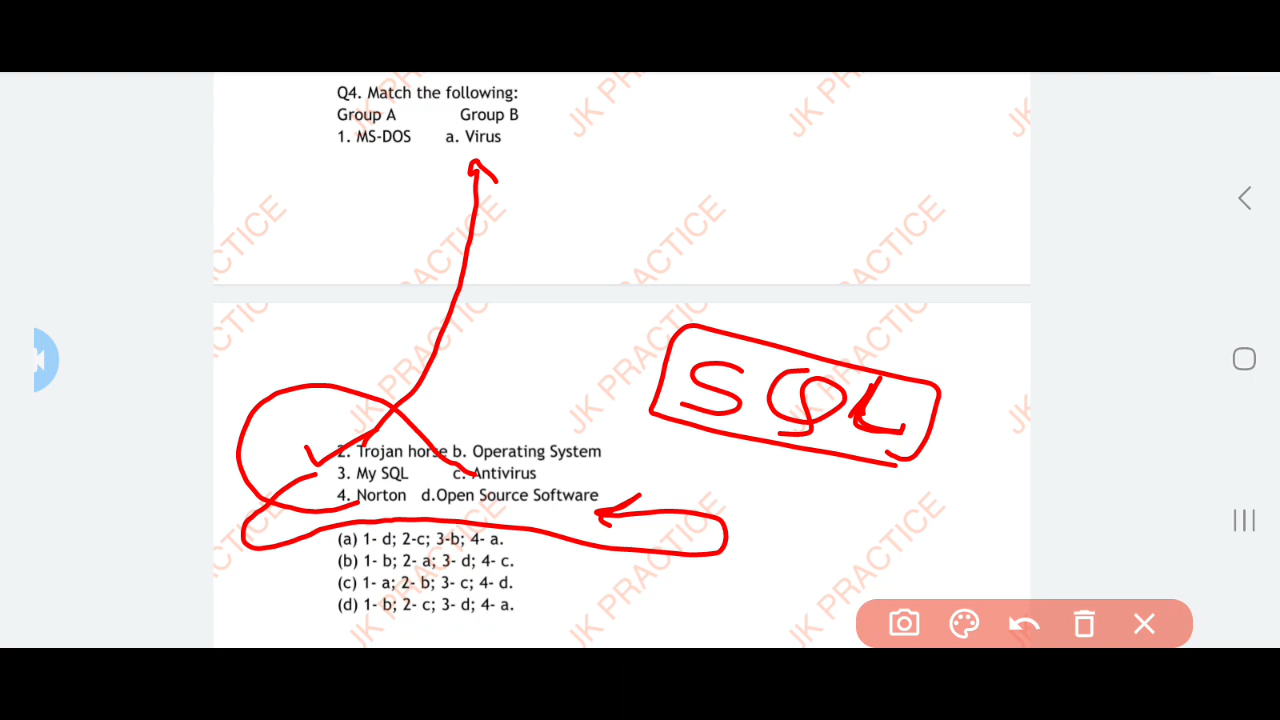 Q4. Match the following:
Group A Group B
1. MS-DOS a. Virus
2. Trojan horse b. Operating System
3. My SQL c. Antivirus
4. Norton d.Open Source Software
SQL
(a) 1- d; 2-c; 3-b; 4- a.
(b) 1- b; 2- a; 3- d; 4- c.
(c) 1- a; 2- b; 3- c; 4- d.
(d) 1- b; 2- c; 3- d; 4- a.
JK PRACTICE